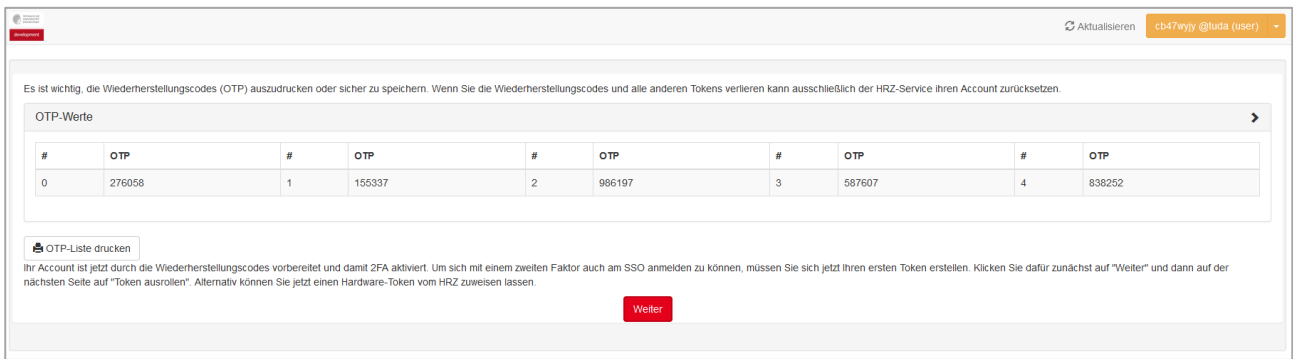 development
Aktualisieren
cb47wyjy @tuda (user)
Es ist wichtig, die Wiederherstellungscodes (OTP) auszudrucken oder sicher zu speichern. Wenn Sie die Wiederherstellungscodes und alle anderen Tokens verlieren kann ausschließlich der HRZ-Service ihren Account zurücksetzen.
OTP-Werte
# OTP # OTP # OTP # OTP # OTP
0 276058 1 155337 2 986197 3 587607 4 838252
OTP-Liste drucken
Ihr Account ist jetzt durch die Wiederherstellungscodes vorbereitet und damit 2FA aktiviert. Um sich mit einem zweiten Faktor auch am SSO anmelden zu können, müssen Sie sich jetzt Ihren ersten Token erstellen. Klicken Sie dafür zunächst auf "Weiter" und dann auf der
nächsten Seite auf "Token ausrollen". Alternativ können Sie jetzt einen Hardware-Token vom HRZ zuweisen lassen.
Weiter